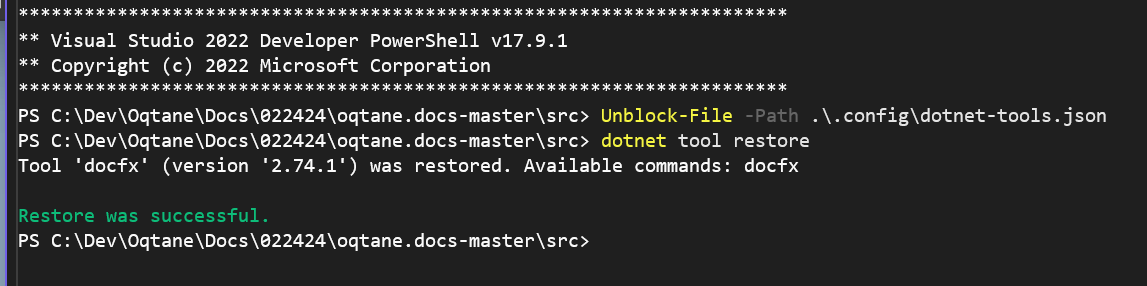 ***********************************************************************
** Visual Studio 2022 Developer PowerShell v17.9.1
** Copyright (c) 2022 Microsoft Corporation
***********************************************************************
PS C:\Dev\Oqtane\Docs\022424\oqtane.docs-master\src> Unblock-File -Path .\.config\dotnet-tools.json
PS C:\Dev\Oqtane\Docs\022424\oqtane.docs-master\src> dotnet tool restore
Tool 'docfx' (version '2.74.1') was restored. Available commands: docfx
Restore was successful.
PS C:\Dev\Oqtane\Docs\022424\oqtane.docs-master\src>